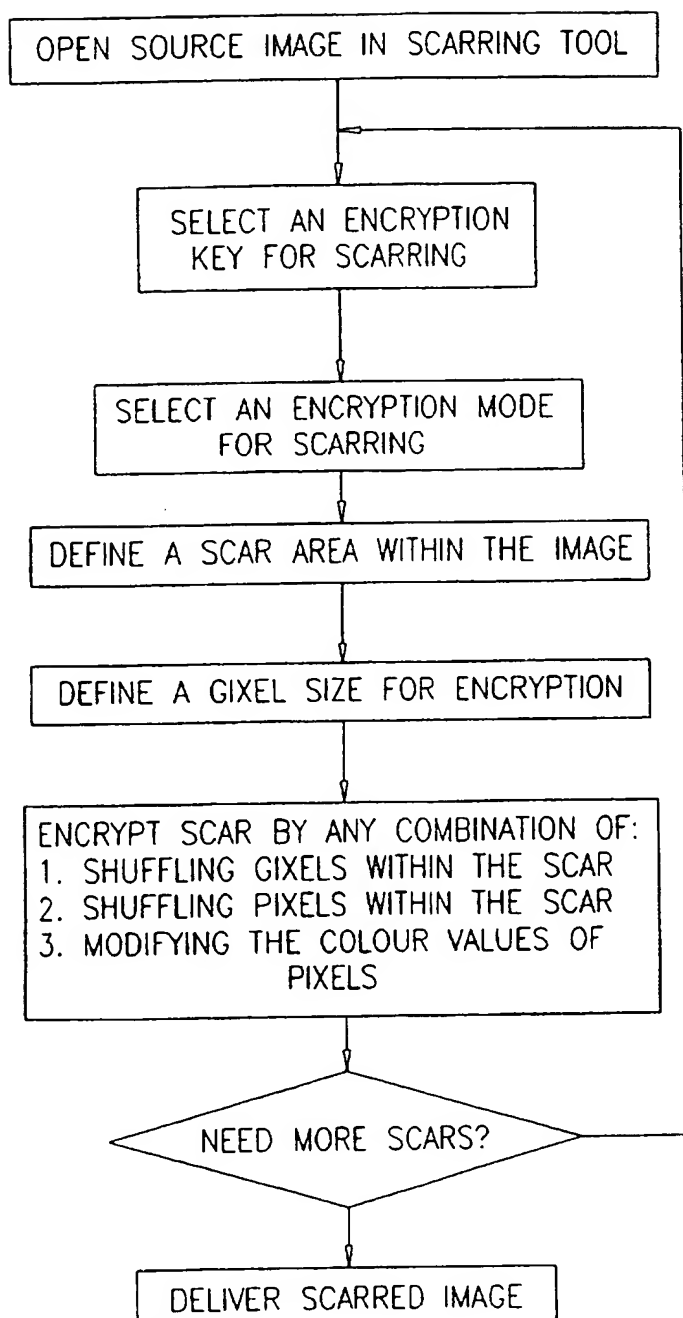 OPEN SOURCE IMAGE IN SCARRING TOOL
SELECT AN ENCRYPTION
KEY FOR SCARRING
SELECT AN ENCRYPTION MODE
FOR SCARRING
DEFINE A SCAR AREA WITHIN THE IMAGE
DEFINE A GIXEL SIZE FOR ENCRYPTION
ENCRYPT SCAR BY ANY COMBINATION OF:
1. SHUFFLING GIXELS WITHIN THE SCAR
2. SHUFFLING PIXELS WITHIN THE SCAR
3. MODIFYING THE COLOUR VALUES OF
PIXELS
NEED MORE SCARS?
DELIVER SCARRED IMAGE